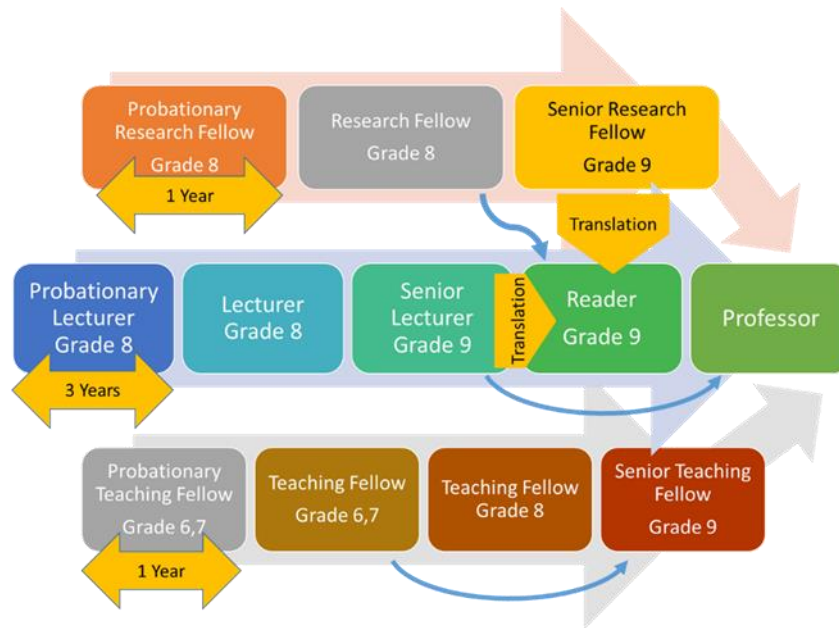 Probationary
Research Fellow
Grade 8
1 Year
Research Fellow
Grade 8
Senior Research
Fellow
Grade 9
Translation
Probationary
Lecturer
Grade 8
3 Years
Lecturer
Grade 8
Senior
Lecturer
Grade 9
Translation
Reader
Grade 9
Professor
Probationary
Teaching Fellow
Grade 6,7
1 Year
Teaching Fellow
Grade 6,7
Teaching Fellow
Grade 8
Senior Teaching
Fellow
Grade 9